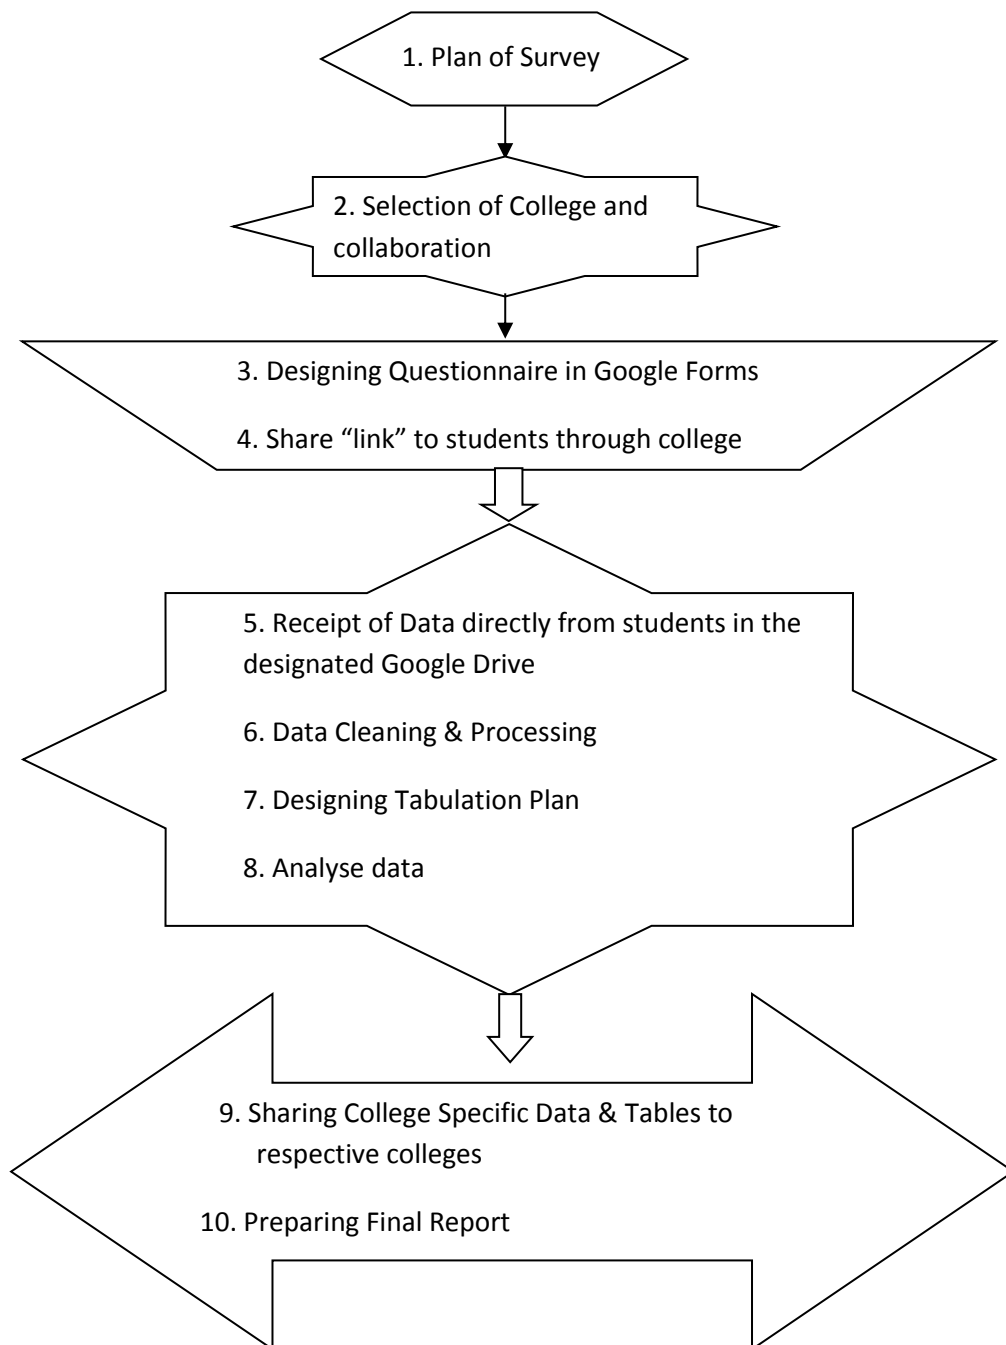 1. Plan of Survey
2. Selection of College and
collaboration
3. Designing Questionnaire in Google Forms
4. Share “link” to students through college
5. Receipt of Data directly from students in the
designated Google Drive
6. Data Cleaning & Processing
7. Designing Tabulation Plan
8. Analyse data
9. Sharing College Specific Data & Tables to
respective colleges
10. Preparing Final Report